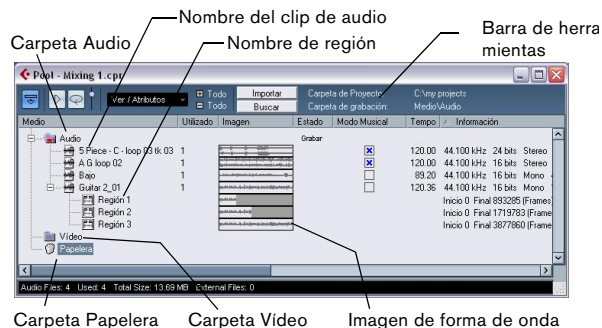 Nombre del clip de audio
Carpeta Audio
Nombre de región
Barra de herra
mientas
Pool - Mixing 1.cpr
Ver / Atributos
Todo
Todo
Importar
Buscar
Carpeta de Proyecto:
Carpeta de grabación:
C:\my projects
Medio\Audio
Medio Utilizado Imagen Estado Modo Musical Tempo Información
Audio Grabar
5 Piece - C - loop 03 tk 03 1 120.00 44.100 kHz 24 bits Stereo
A G loop 02 1 120.00 44.100 kHz 16 bits Stereo
Bajo 1 89.20 44.100 kHz 16 bits Mono
Guitar 2_01 1 120.36 44.100 kHz 16 bits Mono
Región 1 Inicio 0 Final 893285 (Frames
Región 2 Inicio 0 Final 1719783 (Frame
Región 3 Inicio 0 Final 3877860 (Frame
Vídeo
Papelera
Audio Files: 4 Used: 4 Total Size: 13.69 MB External Files: 0
Carpeta Papelera
Carpeta Vídeo
Imagen de forma de onda